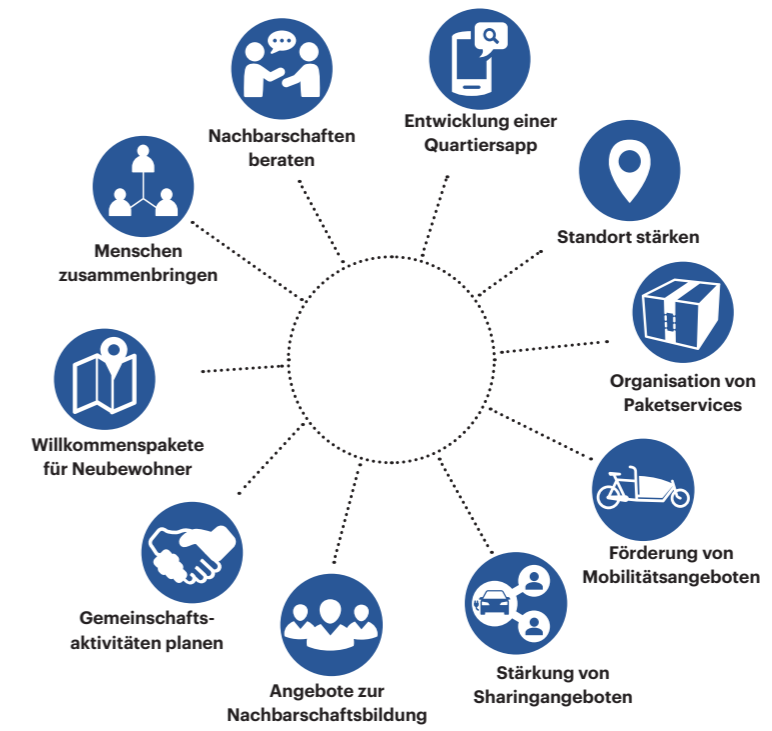 Nachbarschaften
beraten
Entwicklung einer
Quartiersapp
Standort stärken
Organisation von
Paketservices
Förderung von
Mobilitätsangeboten
Stärkung von
Sharingangeboten
Angebote zur
Nachbarschaftsbildung
Gemeinschafts-
aktivitäten planen
Willkommenspakete
für Neubewohner
Menschen
zusammenbringen